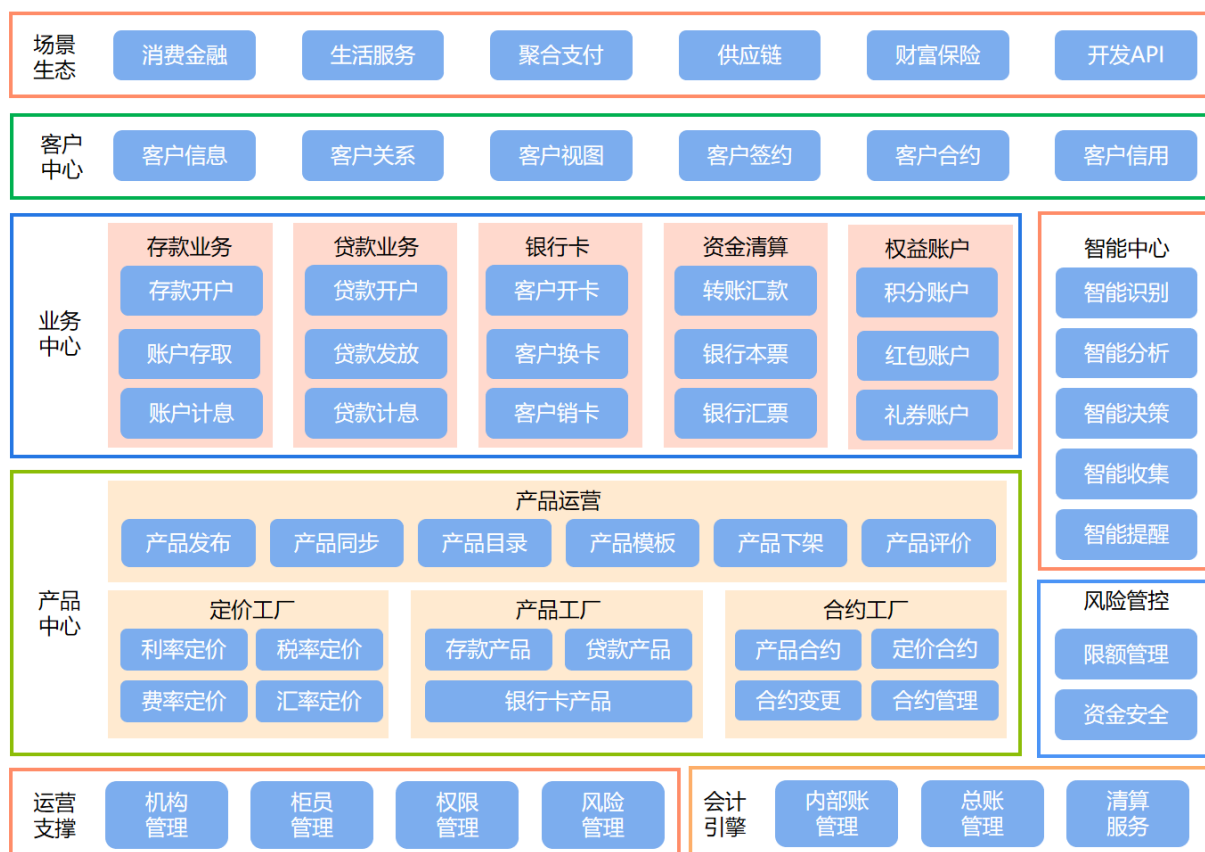 场景
生态
消费金融
生活服务
聚合支付
供应链
财富保险
开发API
客户
中心
客户信息
客户关系
客户视图
客户签约
客户合约
客户信用
业务
中心
存款业务
存款开户
账户存取
账户计息
贷款业务
贷款开户
贷款发放
贷款计息
银行卡
客户开卡
客户换卡
客户销卡
资金清算
转账汇款
银行本票
银行汇票
权益账户
积分账户
红包账户
礼券账户
智能中心
智能识别
智能分析
智能决策
智能收集
智能提醒
产品
中心
产品运营
产品发布
产品同步
产品目录
产品模板
产品下架
产品评价
定价工厂
利率定价
税率定价
费率定价
汇率定价
产品工厂
存款产品
贷款产品
银行卡产品
合约工厂
产品合约
定价合约
合约变更
合约管理
风险管控
限额管理
资金安全
运营
支撑
机构
管理
柜员
管理
权限
管理
风险
管理
会计
引擎
内部账
管理
总账
管理
清算
服务